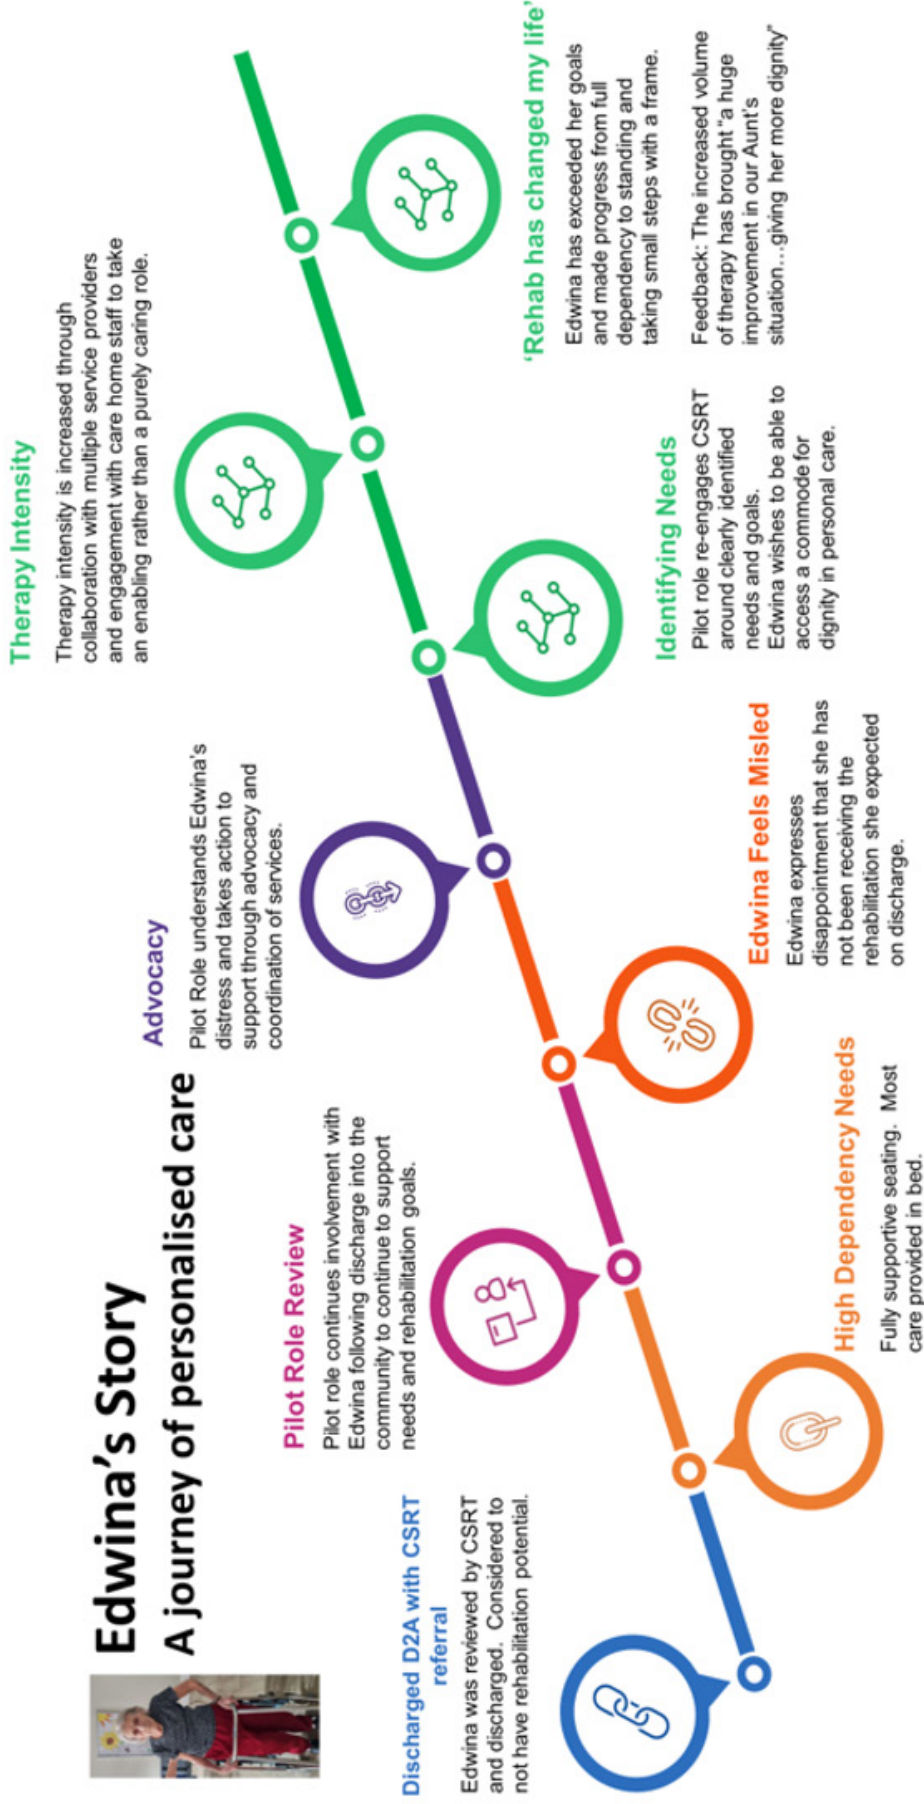 Edwina's Story
A journey of personalised care
Discharged D2A with CSRT
referral
Edwina was reviewed by CSRT
and discharged. Considered to
not have rehabilitation potential.
High Dependency Needs
Fully supportive seating. Most
care provided in bed.
Pilot Role Review
Pilot role continues involvement with
Edwina following discharge into the
community to continue to support
needs and rehabilitation goals.
Edwina Feels Misled
Edwina expresses
disappointment that she has
not been receiving the
rehabilitation she expected
on discharge.
Advocacy
Pilot Role understands Edwina's
distress and takes action to
support through advocacy and
coordination of services.
Identifying Needs
Pilot role re-engages CSRT
around clearly identified
needs and goals.
Edwina wishes to be able to
access a commode for
dignity in personal care.
Therapy Intensity
Therapy intensity is increased through
collaboration with multiple service providers
and engagement with care home staff to take
an enabling rather than a purely caring role.
'Rehab has changed my life'
Edwina has exceeded her goals
and made progress from full
dependency to standing and
taking small steps with a frame.
Feedback: The increased volume
of therapy has brought "a huge
improvement in our Aunt's
situation…giving her more dignity"